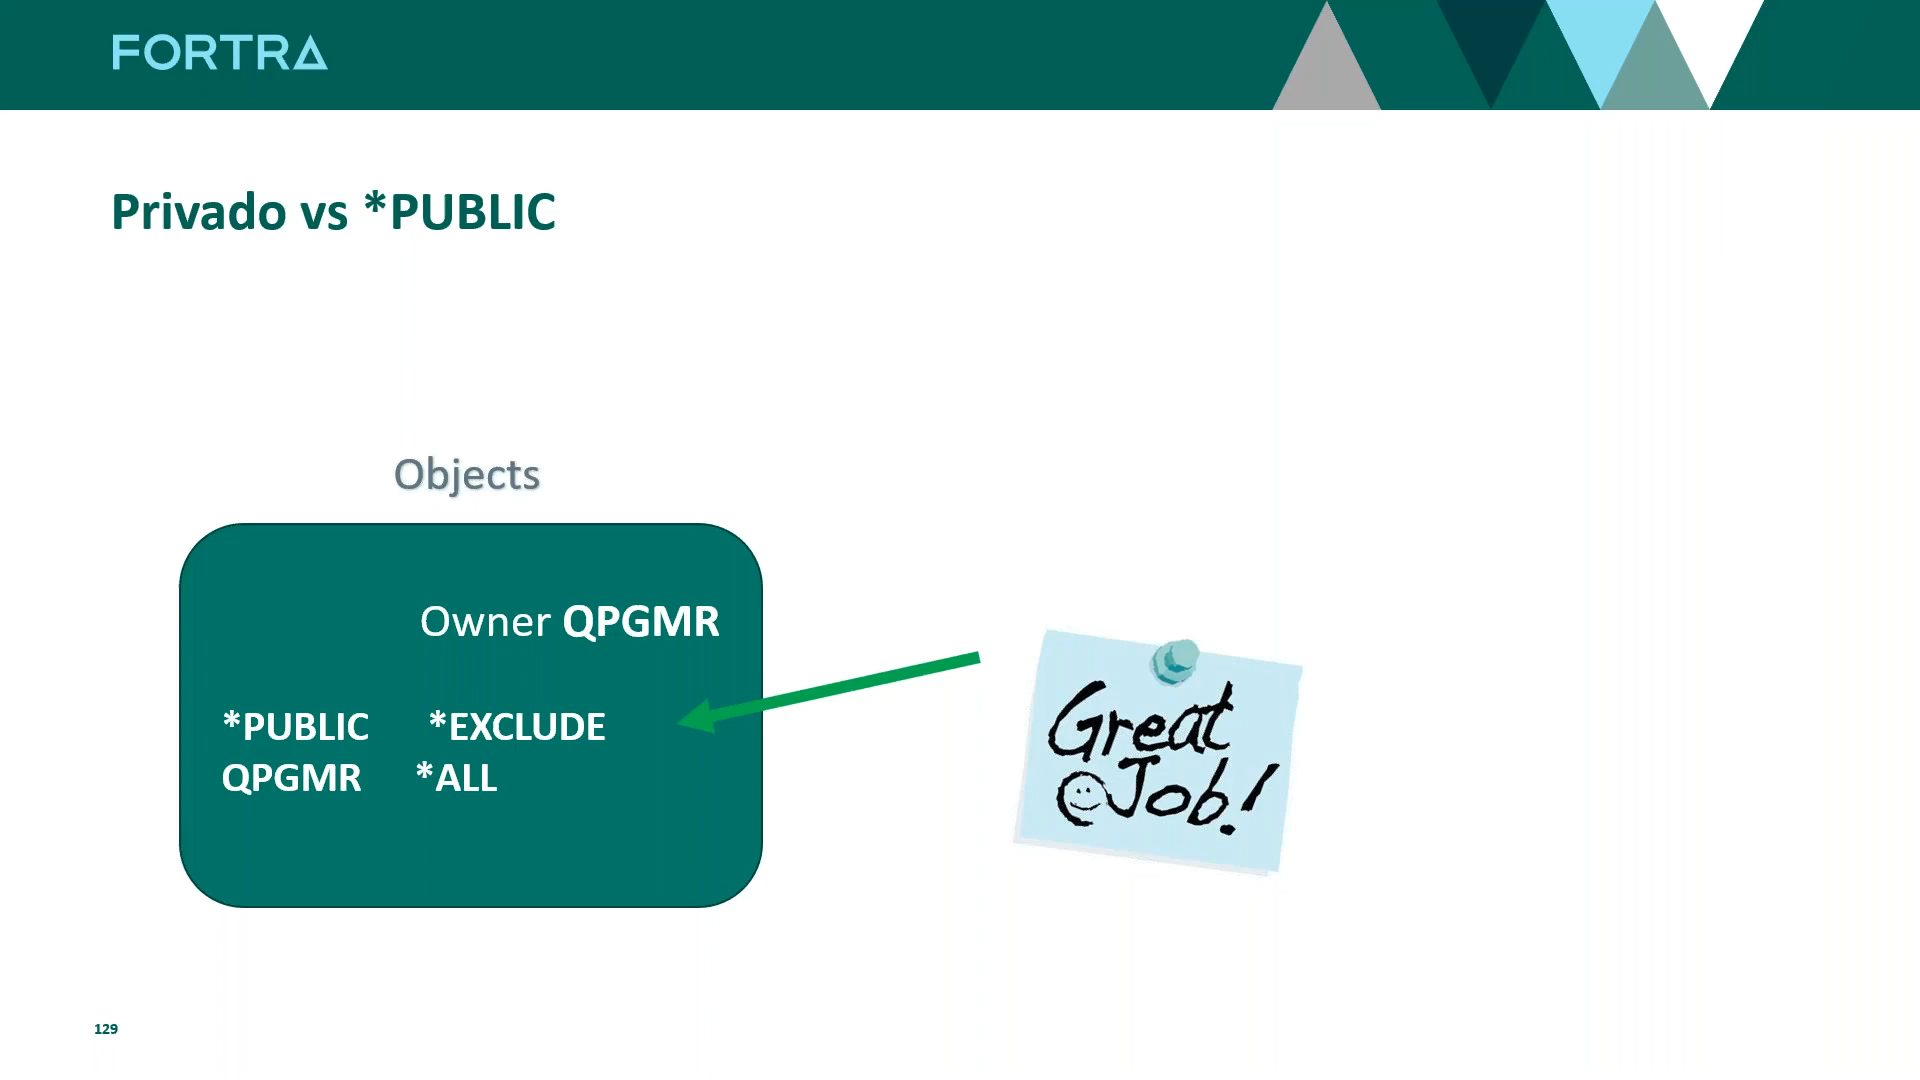 FORTRA
Privado vs *PUBLIC
Objects
Owner QPGMR
*PUBLIC *EXCLUDE
QPGMR *ALL
Great
Job!
129